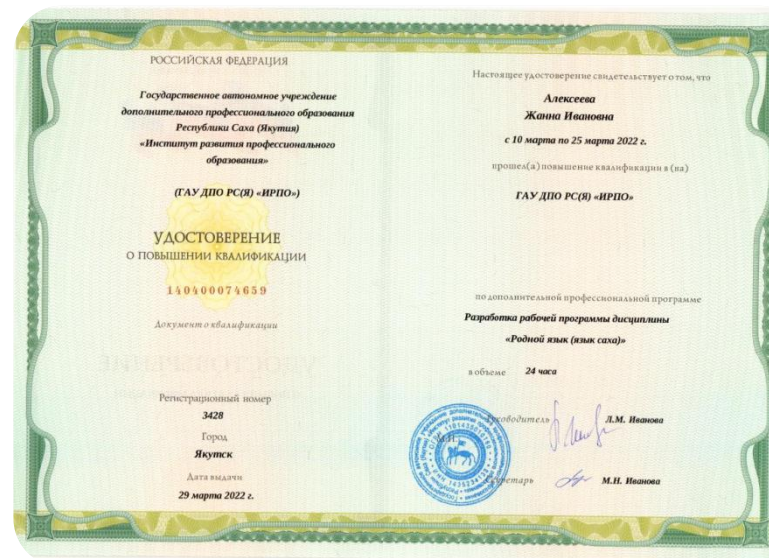 РОССИЙСКАЯ ФЕДЕРАЦИЯ
Государственное автономное учреждение
дополнительного профессионального образования
Республики Саха (Якутия)
«Институт развития профессионального
образования»
(ГАУ ДПО РС(Я) «ИРПО»)
УДОСТОВЕРЕНИЕ
О ПОВЫШЕНИИ КВАЛИФИКАЦИИ
140400074659
Документ о квалификации
Регистрационный номер
3428
Город
Якутск
Дата выдачи
29 марта 2022 г.
Настоящее удостоверение свидетельствует о том, что
Алексеева
Жанна Ивановна
с 10 марта по 25 марта 2022 г.
прошел(а) повышение квалификации в (на)
ГАУ ДПО РС(Я) «ИРПО»
по дополнительной профессиональной программе
Разработка рабочей программы дисциплины
«Родной язык (язык саха)»
в объеме 24 часа
Руководитель Л.М. Иванова
М.П.
Секретарь М.Н. Иванова